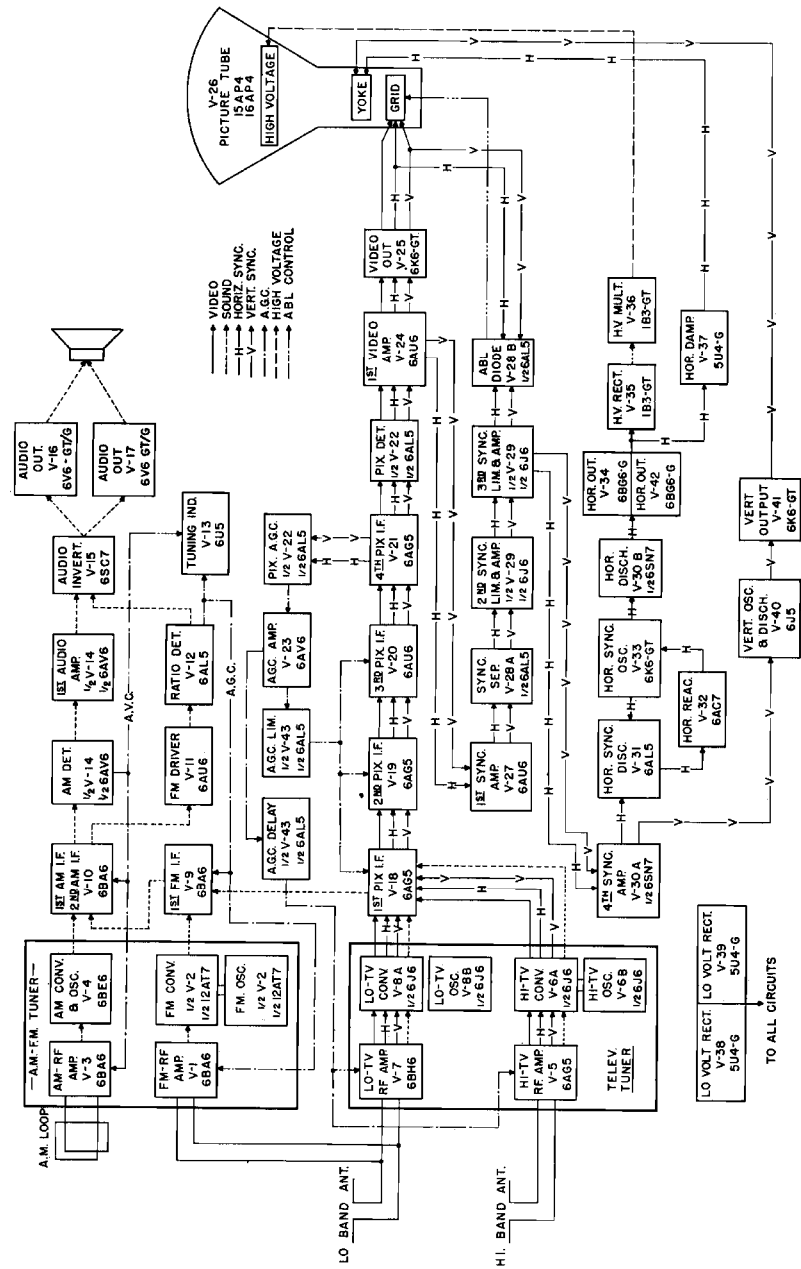 V-26
PICTURE TUBE
15AP4
16AP4
HIGH VOLTAGE
YOKE
GRID
VIDEO
SOUND
HORIZ. SYNC.
VERT. SYNC.
A.G.C.
HIGH VOLTAGE
ABL CONTROL
H
V
A.M. LOOP
—A.M.-F.M. TUNER—
AM-RF
AMP.
V-3
6BA6
AM CONV.
& OSC.
V-4
6BE6
1ST AM I.F.
2ND AM I.F.
V-10
6BA6
AM DET.
1/2 V-14
1/2 6AV6
1ST AUDIO
AMP.
1/2 V-14
1/2 6AV6
AUDIO
INVERT.
V-15
6SC7
AUDIO
OUT.
V-16
6V6-GT/G
AUDIO
OUT
V-17
6V6 GT/G
A.V.C.
FM-RF
AMP.
V-1
6BA6
FM CONV.
1/2 V-2
1/2 12AT7
FM. OSC.
1/2 V-2
1/2 12AT7
1ST FM I.F.
V-9
6BA6
FM DRIVER
V-11
6AU6
RATIO DET.
V-12
6AL5
TUNING IND.
V-13
6U5
A.G.C.
A.G.C. DELAY
1/2 V-43
1/2 6AL5
A.G.C. LIM.
1/2 V-43
1/2 6AL5
A.G.C. AMP.
V-23
6AV6
PIX. A.G.C.
1/2 V-22
1/2 6AL5
LO BAND ANT.
LO-TV
RF AMP
V-7
6BH6
LO-TV
CONV.
V-8A
1/2 6J6
LO-TV
OSC.
V-8B
1/2 6J6
1ST PIX I.F.
V-18
6AG5
2ND PIX I.F.
V-19
6AG5
3RD PIX I.F.
V-20
6AU6
4TH PIX I.F.
V-21
6AG5
PIX. DET.
1/2 V-22
1/2 6AL5
1ST VIDEO
AMP.
V-24
6AU6
VIDEO
OUT
V-25
6K6-GT
HI. BAND ANT.
HI-TV
RF. AMP.
V-5
6AG5
HI-TV
CONV.
V-6A
1/2 6J6
HI-TV
OSC.
V-6B
1/2 6J6
TELEV.
TUNER
1ST SYNC.
AMP.
V-27
6AU6
SYNC.
SEP.
V-28A
1/2 6AL5
2ND SYNC.
LIM. & AMP.
1/2 V-29
1/2 6J6
3RD SYNC.
LIM. & AMP.
1/2 V-29
1/2 6J6
ABL
DIODE
V-28 B
1/2 6AL5
4TH SYNC.
AMP.
V-30 A
1/2 6SN7
HOR. SYNC.
DISC.
V-31
6AL5
HOR. REAC.
V-32
6AC7
HOR. SYNC.
OSC.
V-33
6K6-GT
HOR.
DISCH.
V-30 B
1/2 6SN7
HOR. OUT.
V-34
6BG6-G
HOR. OUT.
V-42
6BG6-G
H.V. RECT.
V-35
1B3-GT
H.V. MULT.
V-36
1B3-GT
HOR. DAMP.
V-37
5U4-G
VERT. OSC.
& DISCH.
V-40
6J5
VERT
OUTPUT
V-41
6K6-GT
LO VOLT RECT.
V-38
5U4-G
LO VOLT RECT.
V-39
5U4-G
TO ALL CIRCUITS